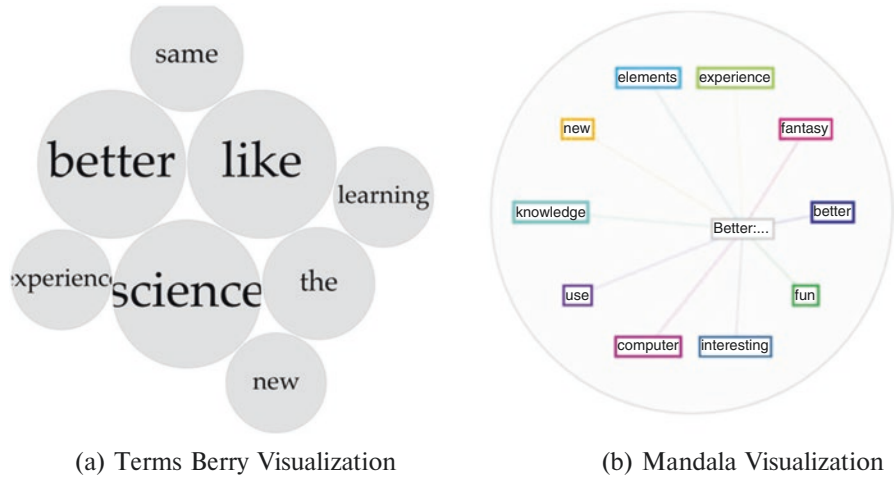 same
better
like
learning
experience
science
the
new
elements
experience
new
fantasy
knowledge
better
Better:...
use
fun
computer
interesting
(a) Terms Berry Visualization
(b) Mandala Visualization